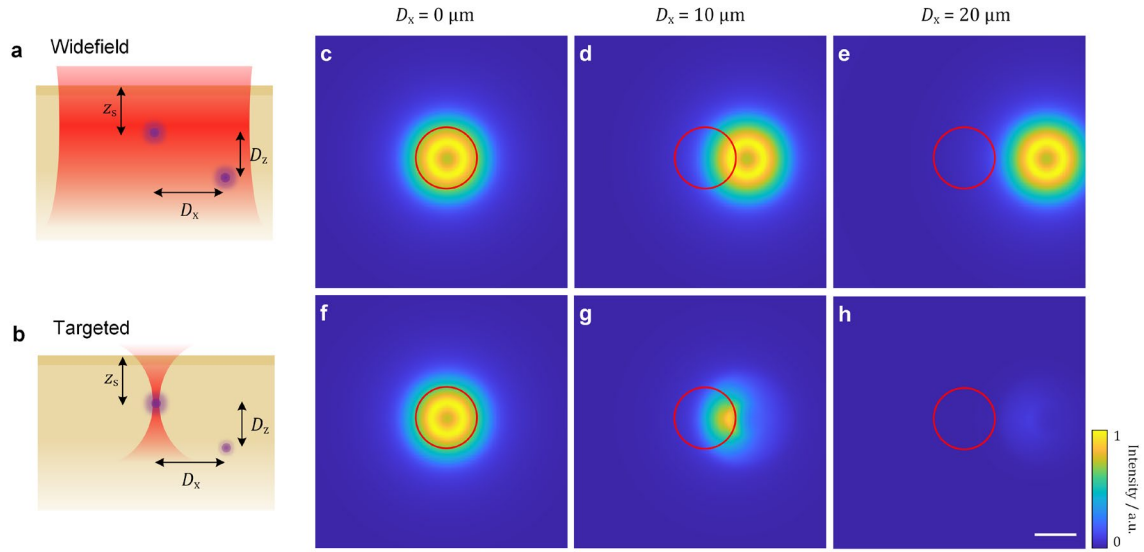 D_x = 0 μm
D_x = 10 μm
D_x = 20 μm
a
Widefield
z_s
D_z
D_x
c
d
e
b
Targeted
z_s
D_z
D_x
f
g
h
1
Intensity / a.u.
0